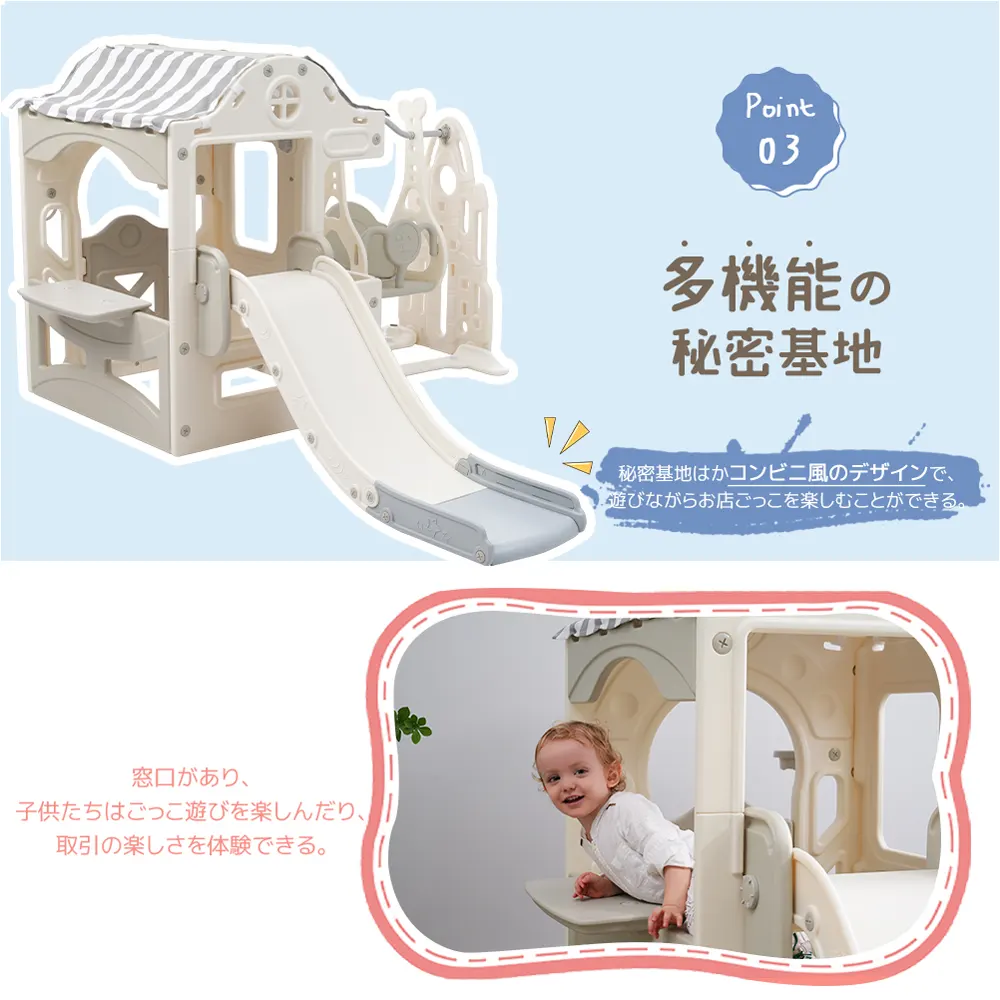 Point
03
多機能の
秘密基地
秘密基地はかコンビニ風のデザインで、
遊びながらお店ごっこを楽しむことができる。
窓口があり、
子供たちはごっこ遊びを楽しんだり、
取引の楽しさを体験できる。